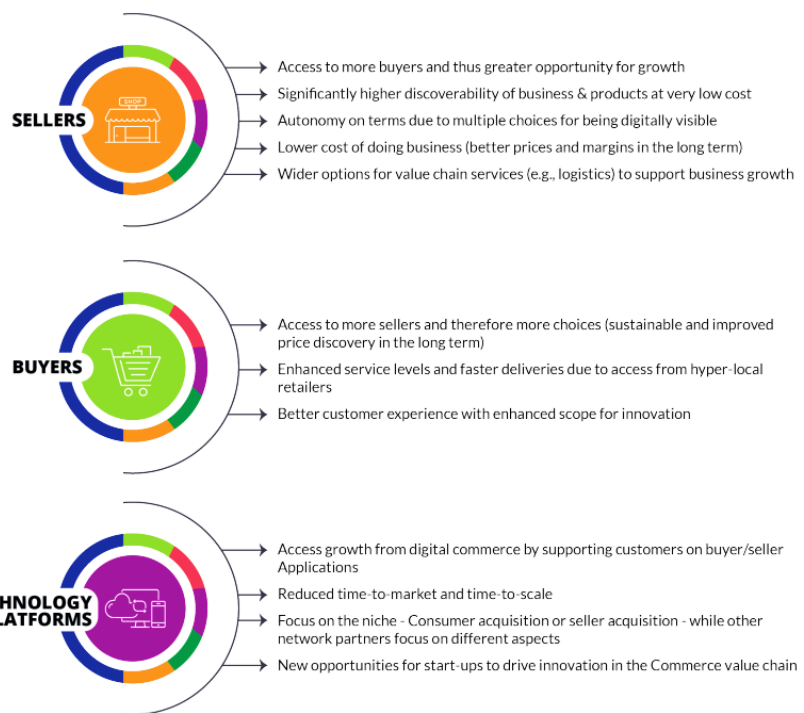 SHOP
SELLERS
Access to more buyers and thus greater opportunity for growth
Significantly higher discoverability of business & products at very low cost
Autonomy on terms due to multiple choices for being digitally visible
Lower cost of doing business (better prices and margins in the long term)
Wider options for value chain services (e.g., logistics) to support business growth
BUYERS
Access to more sellers and therefore more choices (sustainable and improved
price discovery in the long term)
Enhanced service levels and faster deliveries due to access from hyper-local
retailers
Better customer experience with enhanced scope for innovation
HNOLOGY
LATFORMS
Access growth from digital commerce by supporting customers on buyer/seller
Applications
Reduced time-to-market and time-to-scale
Focus on the niche - Consumer acquisition or seller acquisition - while other
network partners focus on different aspects
New opportunities for start-ups to drive innovation in the Commerce value chain